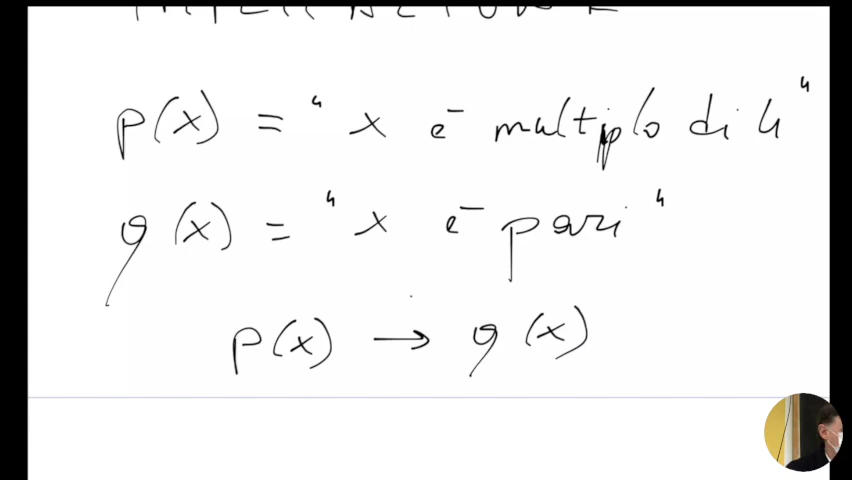 p(x) = "x è multiplo di 4"
q(x) = "x è pari"
p(x) → q(x)